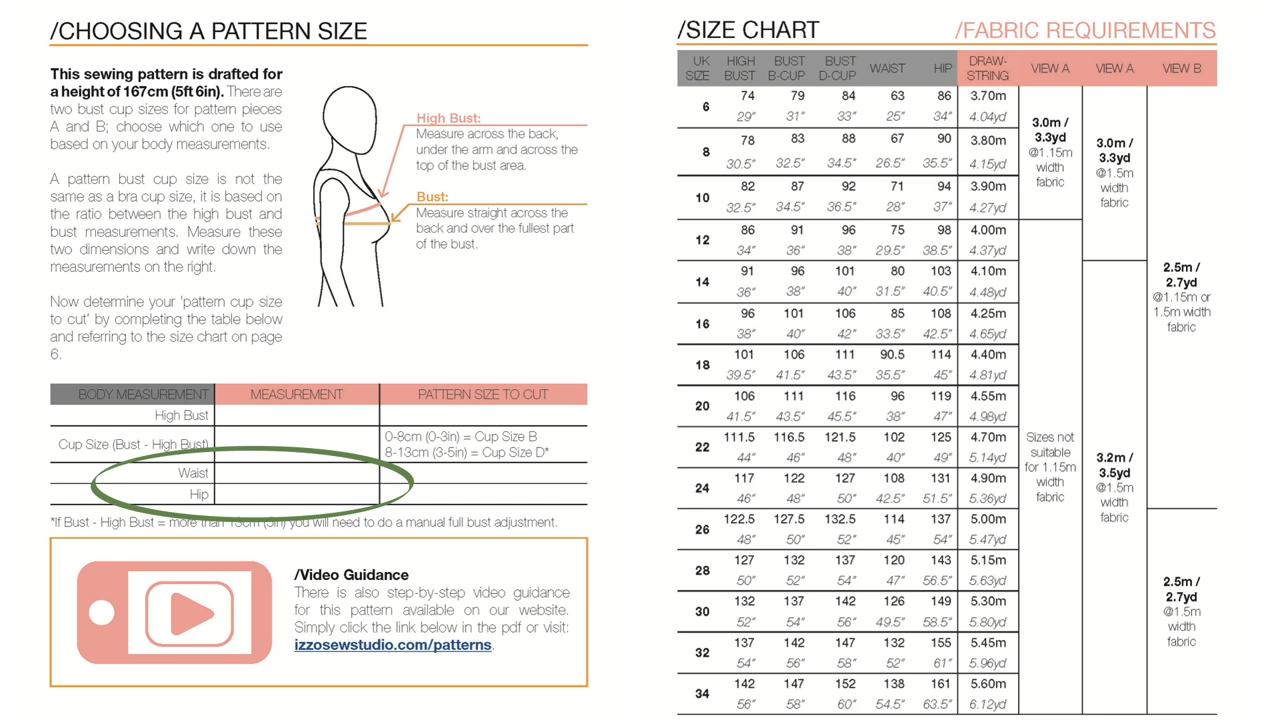 /CHOOSING A PATTERN SIZE
This sewing pattern is drafted for
a height of 167cm (5ft 6in). There are
two bust cup sizes for pattern pieces
A and B; choose which one to use
based on your body measurements.
A pattern bust cup size is not the
same as a bra cup size, it is based on
the ratio between the high bust and
bust measurements. Measure these
two dimensions and write down the
measurements on the right.
Now determine your 'pattern cup size
to cut' by completing the table below
and referring to the size chart on page
6.
High Bust:
Measure across the back,
under the arm and across the
top of the bust area.
Bust:
Measure straight across the
back and over the fullest part
of the bust.
BODY MEASUREMENT MEASUREMENT PATTERN SIZE TO CUT
High Bust
Cup Size (Bust - High Bust) 0-8cm (0-3in) = Cup Size B
8-13cm (3-5in) = Cup Size D*
Waist
Hip
*If Bust - High Bust = more than 13cm (5in) you will need to do a manual full bust adjustment.
/Video Guidance
There is also step-by-step video guidance
for this pattern available on our website.
Simply click the link below in the pdf or visit:
izzosewstudio.com/patterns.
/SIZE CHART /FABRIC REQUIREMENTS
UK SIZE HIGH BUST BUST B-CUP BUST D-CUP WAIST HIP DRAW-STRING VIEW A VIEW A VIEW B
6 74 79 84 63 86 3.70m
29" 31" 33" 25" 34" 4.04yd
8 78 83 88 67 90 3.80m
30.5" 32.5" 34.5" 26.5" 35.5" 4.15yd
10 82 87 92 71 94 3.90m
32.5" 34.5" 36.5" 28" 37" 4.27yd
12 86 91 96 75 98 4.00m
34" 36" 38" 29.5" 38.5" 4.37yd
14 91 96 101 80 103 4.10m
36" 38" 40" 31.5" 40.5" 4.48yd
16 96 101 106 85 108 4.25m
38" 40" 42" 33.5" 42.5" 4.65yd
18 101 106 111 90.5 114 4.40m
39.5" 41.5" 43.5" 35.5" 45" 4.81yd
20 106 111 116 96 119 4.55m
41.5" 43.5" 45.5" 38" 47" 4.98yd
22 111.5 116.5 121.5 102 125 4.70m
44" 46" 48" 40" 49" 5.14yd
24 117 122 127 108 131 4.90m
46" 48" 50" 42.5" 51.5" 5.36yd
26 122.5 127.5 132.5 114 137 5.00m
48" 50" 52" 45" 54" 5.47yd
28 127 132 137 120 143 5.15m
50" 52" 54" 47" 56.5" 5.63yd
30 132 137 142 126 149 5.30m
52" 54" 56" 49.5" 58.5" 5.80yd
32 137 142 147 132 155 5.45m
54" 56" 58" 52" 61" 5.96yd
34 142 147 152 138 161 5.60m
56" 58" 60" 54.5" 63.5" 6.12yd
3.0m /
3.3yd
@1.15m
width
fabric
Sizes not
suitable
for 1.15m
width
fabric
3.0m /
3.3yd
@1.5m
width
fabric
3.2m /
3.5yd
@1.5m
width
fabric
2.5m /
2.7yd
@1.15m or
1.5m width
fabric
2.5m /
2.7yd
@1.5m
width
fabric